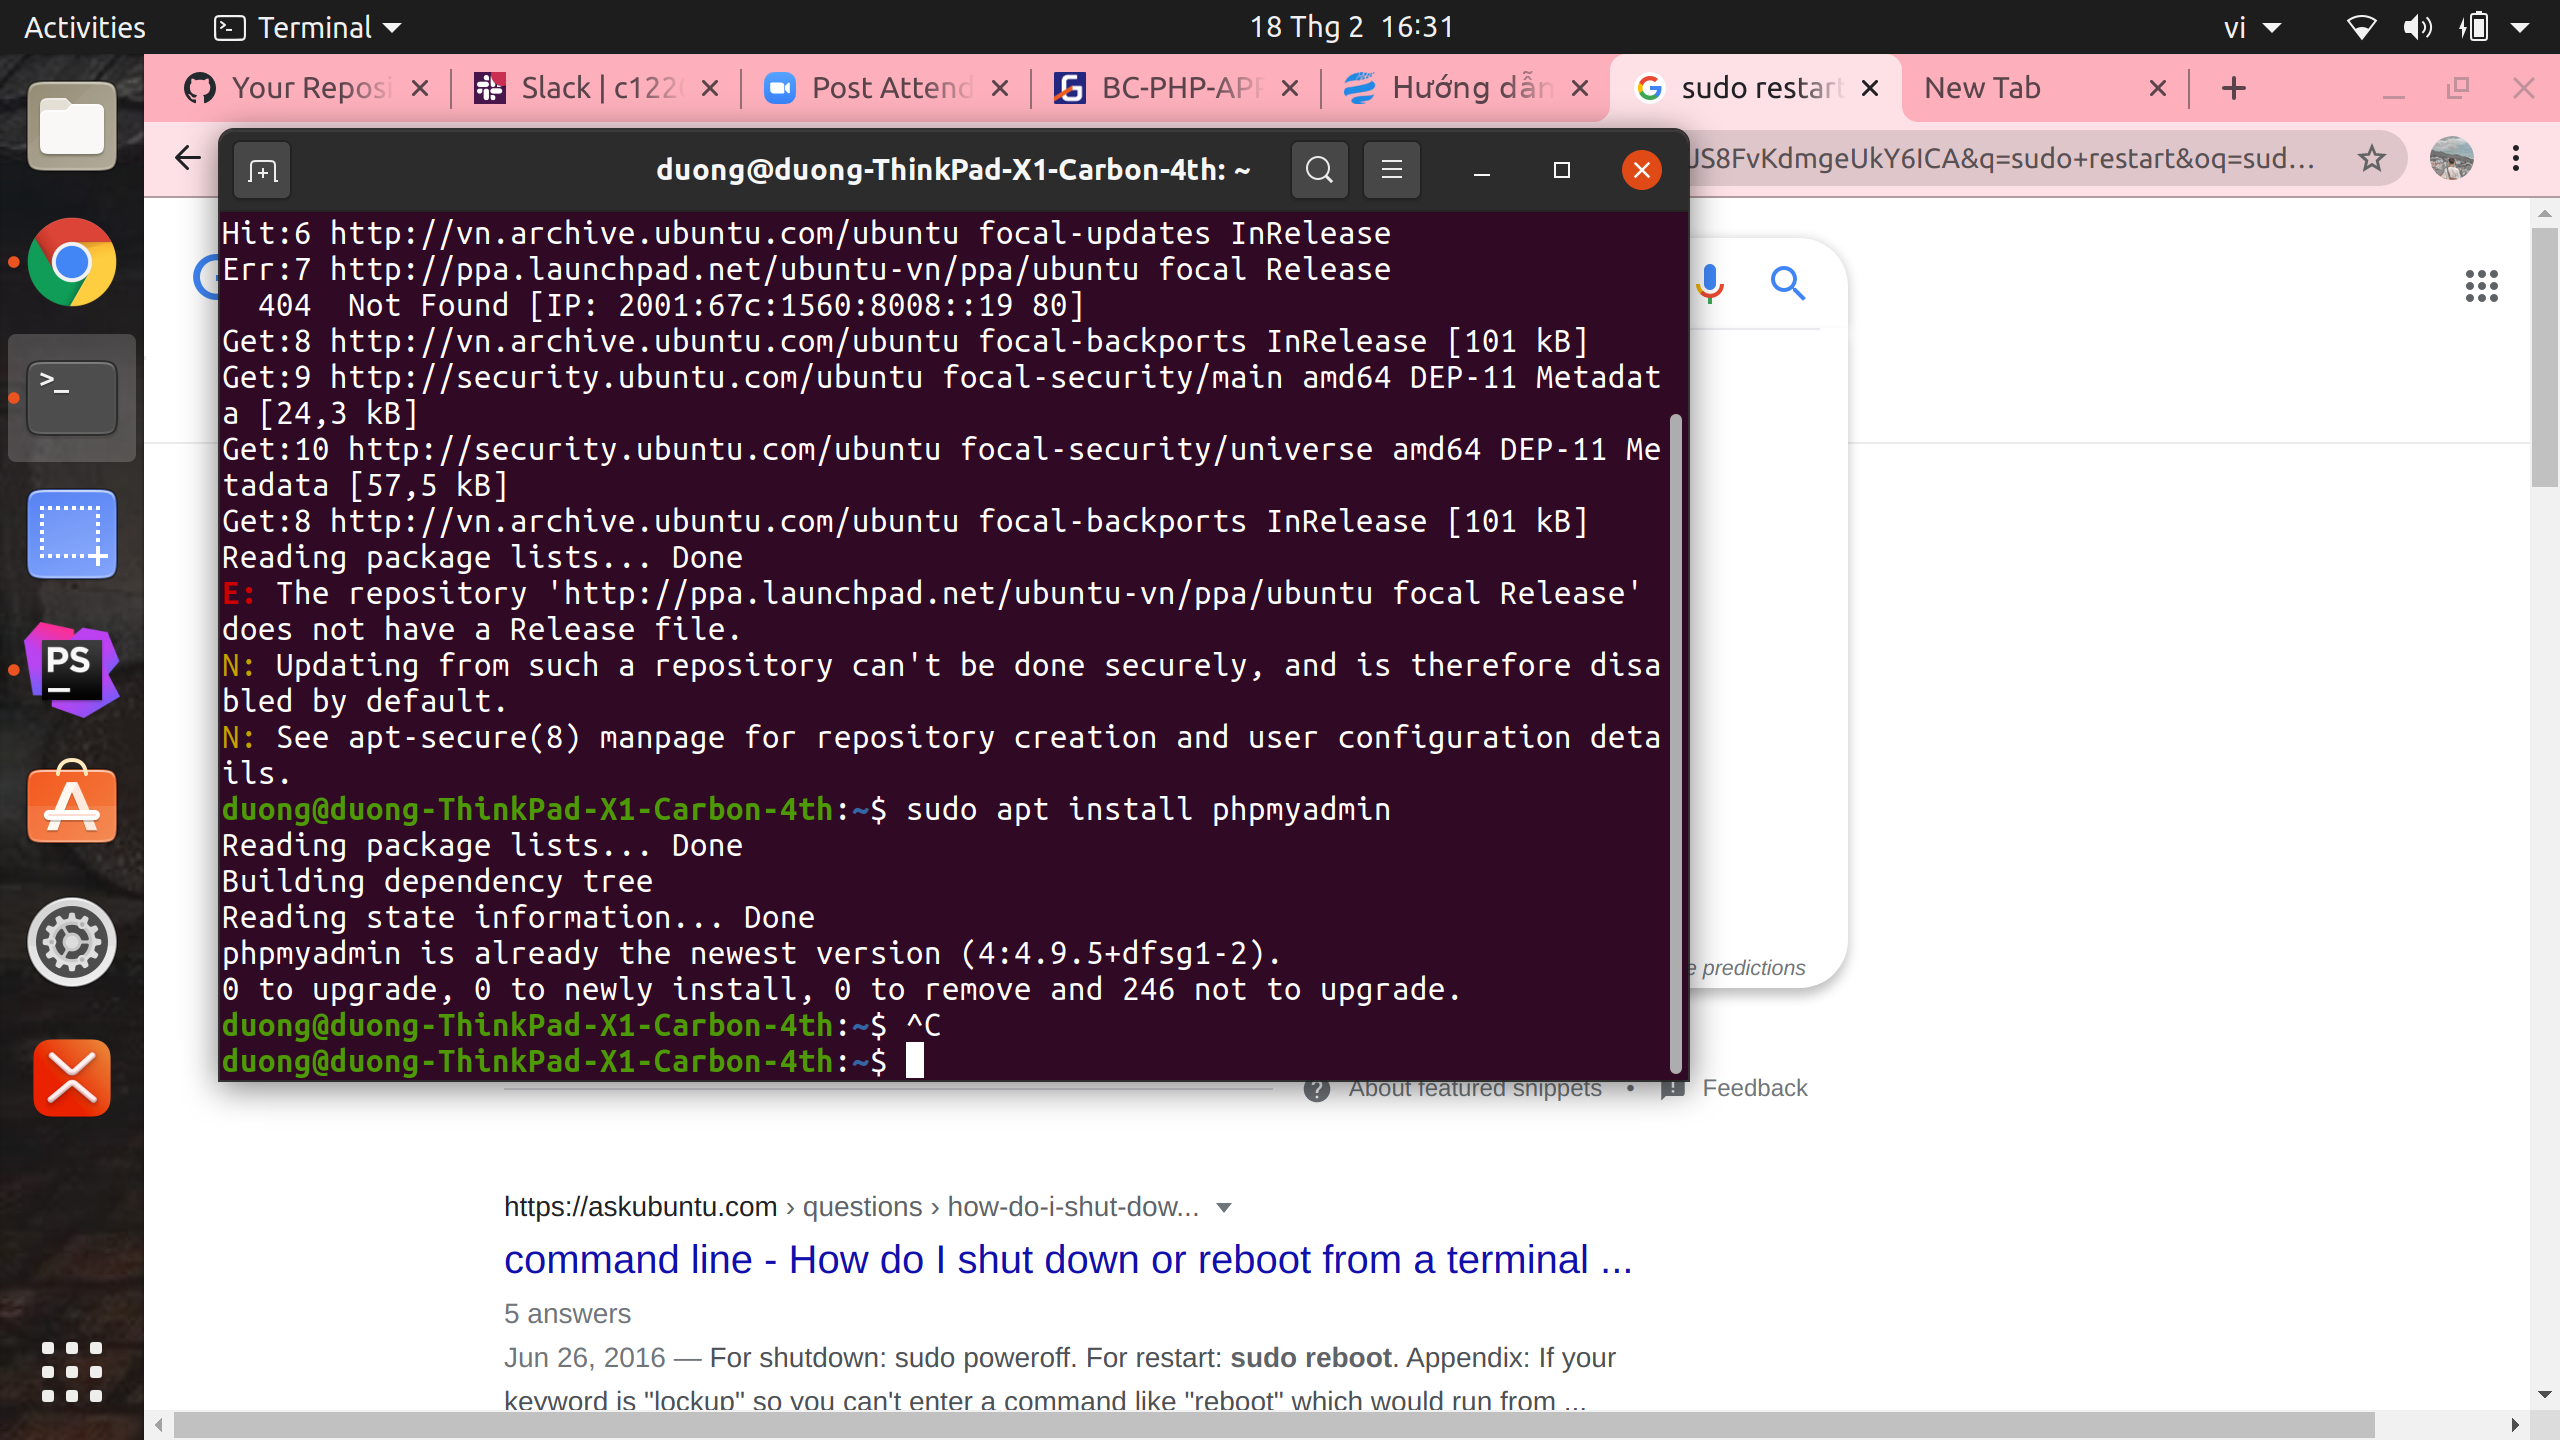 Activities
Terminal
18 Thg 2 16:31
vi
Your Reposi
Slack | c122
Post Attend
BC-PHP-APP
Hướng dẫn
sudo restart
New Tab
duong@duong-ThinkPad-X1-Carbon-4th: ~
JS8FvKdmgeUkY6ICA&q=sudo+restart&oq=sud...
Hit:6 http://vn.archive.ubuntu.com/ubuntu focal-updates InRelease
Err:7 http://ppa.launchpad.net/ubuntu-vn/ppa/ubuntu focal Release
404  Not Found [IP: 2001:67c:1560:8008::19 80]
Get:8 http://vn.archive.ubuntu.com/ubuntu focal-backports InRelease [101 kB]
Get:9 http://security.ubuntu.com/ubuntu focal-security/main amd64 DEP-11 Metadat
a [24,3 kB]
Get:10 http://security.ubuntu.com/ubuntu focal-security/universe amd64 DEP-11 Me
tadata [57,5 kB]
Get:8 http://vn.archive.ubuntu.com/ubuntu focal-backports InRelease [101 kB]
Reading package lists... Done
E: The repository 'http://ppa.launchpad.net/ubuntu-vn/ppa/ubuntu focal Release'
does not have a Release file.
N: Updating from such a repository can't be done securely, and is therefore disa
bled by default.
N: See apt-secure(8) manpage for repository creation and user configuration deta
ils.
duong@duong-ThinkPad-X1-Carbon-4th:~$ sudo apt install phpmyadmin
Reading package lists... Done
Building dependency tree
Reading state information... Done
phpmyadmin is already the newest version (4:4.9.5+dfsg1-2).
0 to upgrade, 0 to newly install, 0 to remove and 246 not to upgrade.
duong@duong-ThinkPad-X1-Carbon-4th:~$ ^C
duong@duong-ThinkPad-X1-Carbon-4th:~$
PS
e predictions
About featured snippets • Feedback
https://askubuntu.com › questions › how-do-i-shut-dow...
command line - How do I shut down or reboot from a terminal ...
5 answers
Jun 26, 2016 — For shutdown: sudo poweroff. For restart: sudo reboot. Appendix: If your
keyword is "lockup" so you can't enter a command like "reboot" which would run from ...